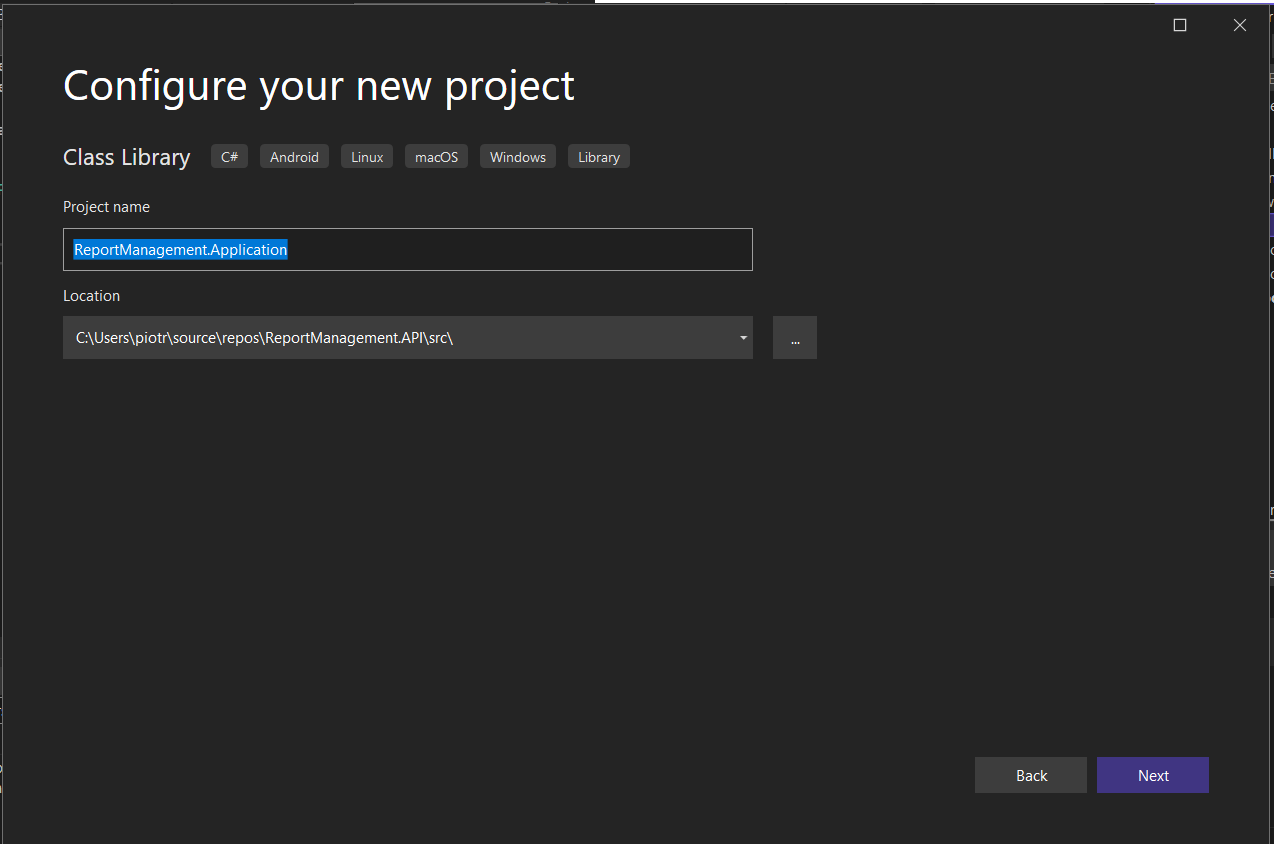 Configure your new project
Class Library C# Android Linux macOS Windows Library
Project name
ReportManagement.Application
Location
C:\Users\piotr\source\repos\ReportManagement.API\src\
...
Back Next